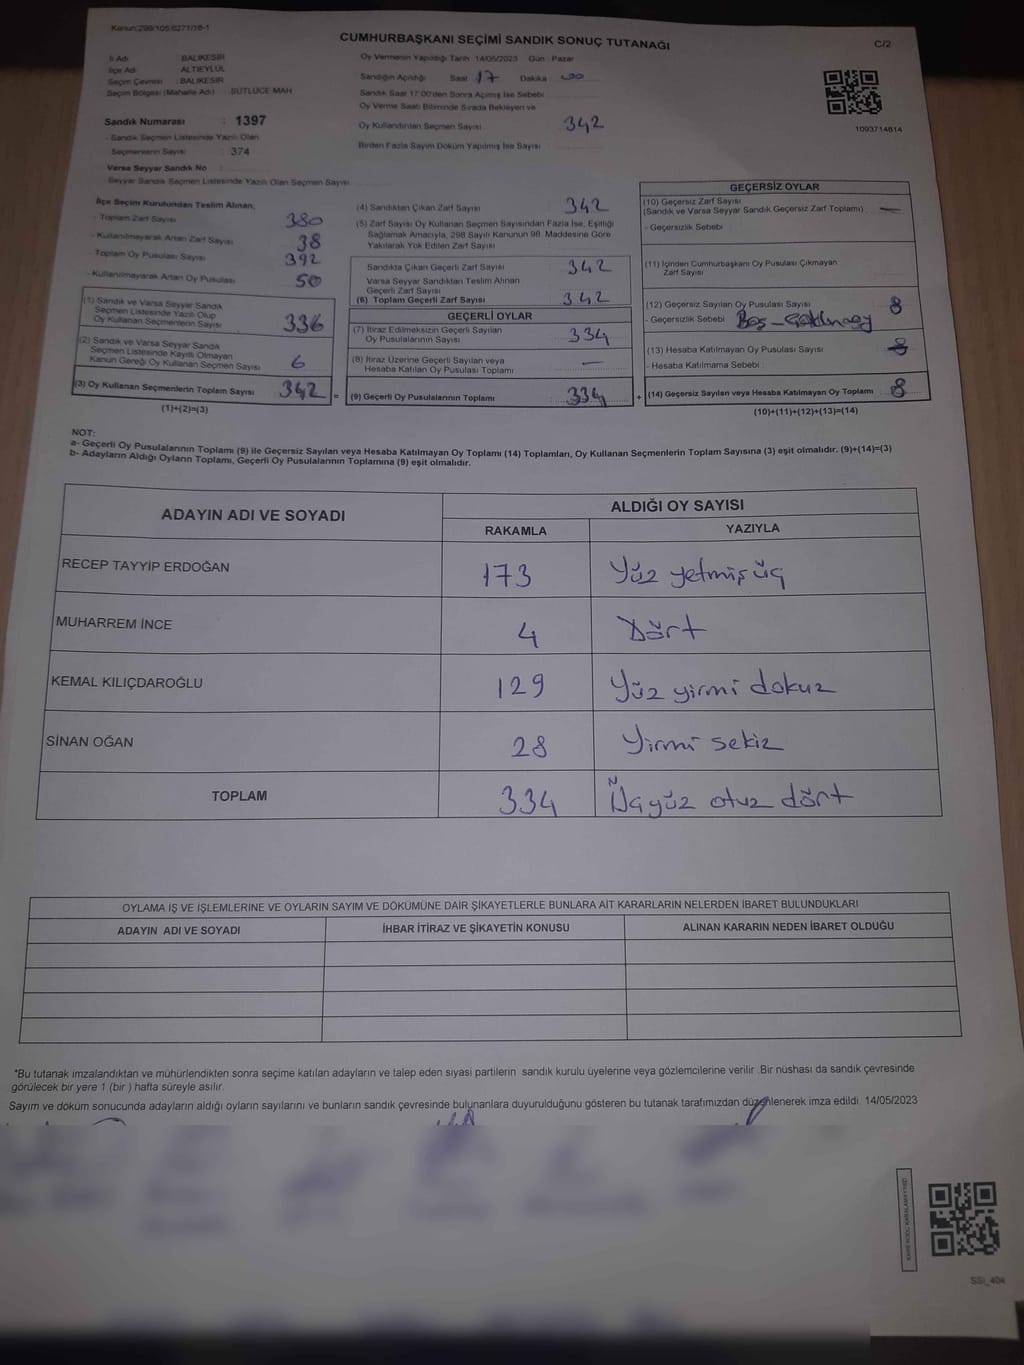 Kanun:298/105,6271/16-1
CUMHURBAŞKANI SEÇİMİ SANDIK SONUÇ TUTANAĞI
C/2
İl Adı : BALIKESİR
İlçe Adı : ALTIEYLÜL
Seçim Çevresi : BALIKESİR
Seçim Bölgesi (Mahalle Adı) : SÜTLÜCE MAH
Oy Vermenin Yapıldığı Tarih :14/05/2023 Gün : Pazar
Sandığın Açıldığı Saat 17 Dakika 00
Sandık Saat 17:00'den Sonra Açılmış İse Sebebi
Oy Verme Saati Bitiminde Sırada Bekleyen ve
Oy Kullandırılan Seçmen Sayısı 342
Birden Fazla Sayım Döküm Yapılmış İse Sayısı
1093714614
Sandık Numarası : 1397
- Sandık Seçmen Listesinde Yazılı Olan
Seçmenlerin Sayısı : 374
Varsa Seyyar Sandık No
- Seyyar Sandık Seçmen Listesinde Yazılı Olan Seçmen Sayısı
İlçe Seçim Kurulundan Teslim Alınan;
- Toplam Zarf Sayısı 380
- Kullanılmayarak Artan Zarf Sayısı 38
- Toplam Oy Pusulası Sayısı 392
- Kullanılmayarak Artan Oy Pusulası 50
(1) Sandık ve Varsa Seyyar Sandık
Seçmen Listesinde Yazılı Olup
Oy Kullanan Seçmenlerin Sayısı 336
(2) Sandık ve Varsa Seyyar Sandık
Seçmen Listesinde Kayıtlı Olmayan
Kanun Gereği Oy Kullanan Seçmen Sayısı 6
(3) Oy Kullanan Seçmenlerin Toplam Sayısı 342 =
(1)+(2)=(3)
(4) Sandıktan Çıkan Zarf Sayısı 342
(5) Zarf Sayısı Oy Kullanan Seçmen Sayısından Fazla İse, Eşitliği
Sağlamak Amacıyla, 298 Sayılı Kanunun 98. Maddesine Göre
Yakılarak Yok Edilen Zarf Sayısı
Sandıkta Çıkan Geçerli Zarf Sayısı 342
Varsa Seyyar Sandıktan Teslim Alınan
Geçerli Zarf Sayısı
(6) Toplam Geçerli Zarf Sayısı 342
GEÇERLİ OYLAR
(7) İtiraz Edilmeksizin Geçerli Sayılan
Oy Pusulalarının Sayısı 334
(8) İtiraz Üzerine Geçerli Sayılan veya
Hesaba Katılan Oy Pusulası Toplamı —
(9) Geçerli Oy Pusulalarının Toplamı 334 +
GEÇERSİZ OYLAR
(10) Geçersiz Zarf Sayısı
(Sandık ve Varsa Seyyar Sandık Geçersiz Zarf Toplamı) —
- Geçersizlik Sebebi
(11) İçinden Cumhurbaşkanı Oy Pusulası Çıkmayan
Zarf Sayısı
(12) Geçersiz Sayılan Oy Pusulası Sayısı 8
- Geçersizlik Sebebi Boş-
(13) Hesaba Katılmayan Oy Pusulası Sayısı
- Hesaba Katılmama Sebebi
(14) Geçersiz Sayılan veya Hesaba Katılmayan Oy Toplamı 8
(10)+(11)+(12)+(13)=(14)
NOT:
a- Geçerli Oy Pusulalarının Toplamı (9) ile Geçersiz Sayılan veya Hesaba Katılmayan Oy Toplamı (14) Toplamları, Oy Kullanan Seçmenlerin Toplam Sayısına (3) eşit olmalıdır. (9)+(14)=(3)
b- Adayların Aldığı Oyların Toplamı, Geçerli Oy Pusulalarının Toplamına (9) eşit olmalıdır.
ADAYIN ADI VE SOYADI
ALDIĞI OY SAYISI
RAKAMLA YAZIYLA
RECEP TAYYİP ERDOĞAN 173 Yüz yetmiş üç
MUHARREM İNCE 4 Dört
KEMAL KILIÇDAROĞLU 129 Yüz yirmi dokuz
SİNAN OĞAN 28 Yirmi sekiz
TOPLAM 334 Üçyüz otuz dört
OYLAMA İŞ VE İŞLEMLERİNE VE OYLARIN SAYIM VE DÖKÜMÜNE DAİR ŞİKAYETLERLE BUNLARA AİT KARARLARIN NELERDEN İBARET BULUNDUKLARI
ADAYIN ADI VE SOYADI İHBAR İTİRAZ VE ŞİKAYETİN KONUSU ALINAN KARARIN NEDEN İBARET OLDUĞU
*Bu tutanak imzalandıktan ve mühürlendikten sonra seçime katılan adayların ve talep eden siyasi partilerin sandık kurulu üyelerine veya gözlemcilerine verilir .Bir nüshası da sandık çevresinde
görülecek bir yere 1 (bir ) hafta süreyle asılır.
Sayım ve döküm sonucunda adayların aldığı oyların sayılarını ve bunların sandık çevresinde bulunanlara duyurulduğunu gösteren bu tutanak tarafımızdan düzenlenerek imza edildi. 14/05/2023
SSI_404